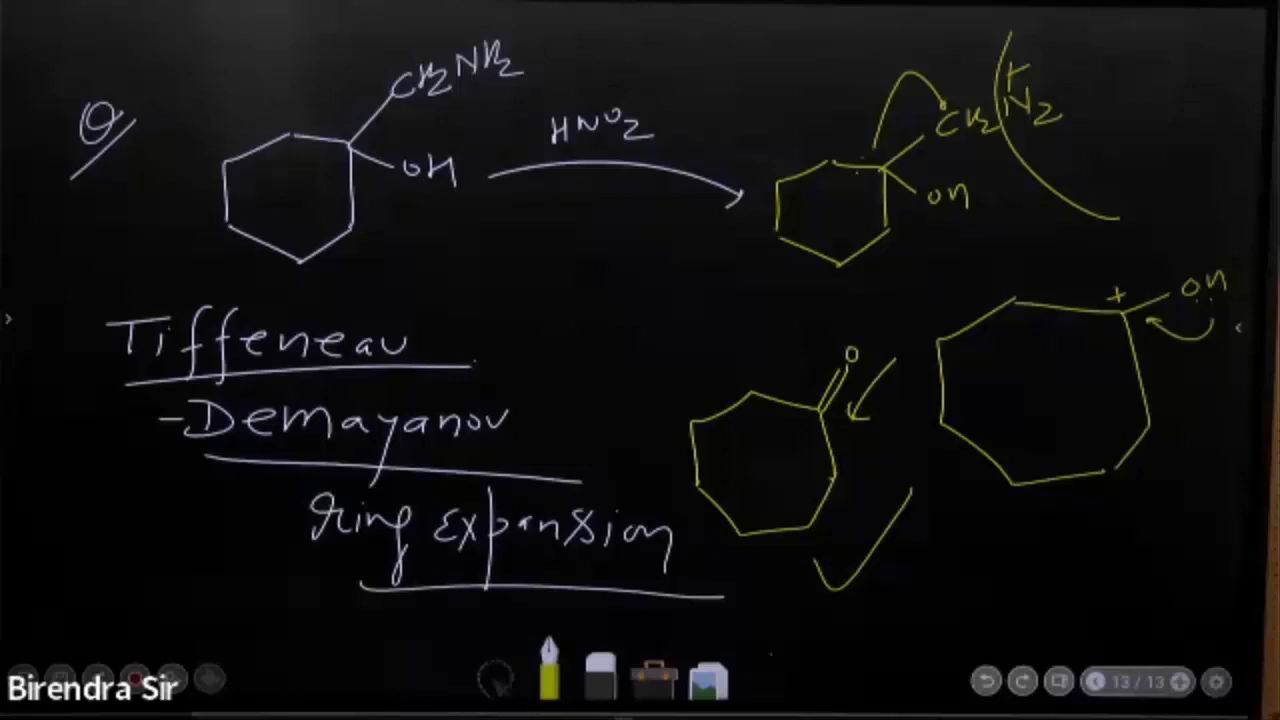 Q
CH2NH2
OH
HNO2
CH2N2+
OH
+
OH
O
Tiffeneau
-Demayanov
ring expansion
Birendra Sir
13 / 13